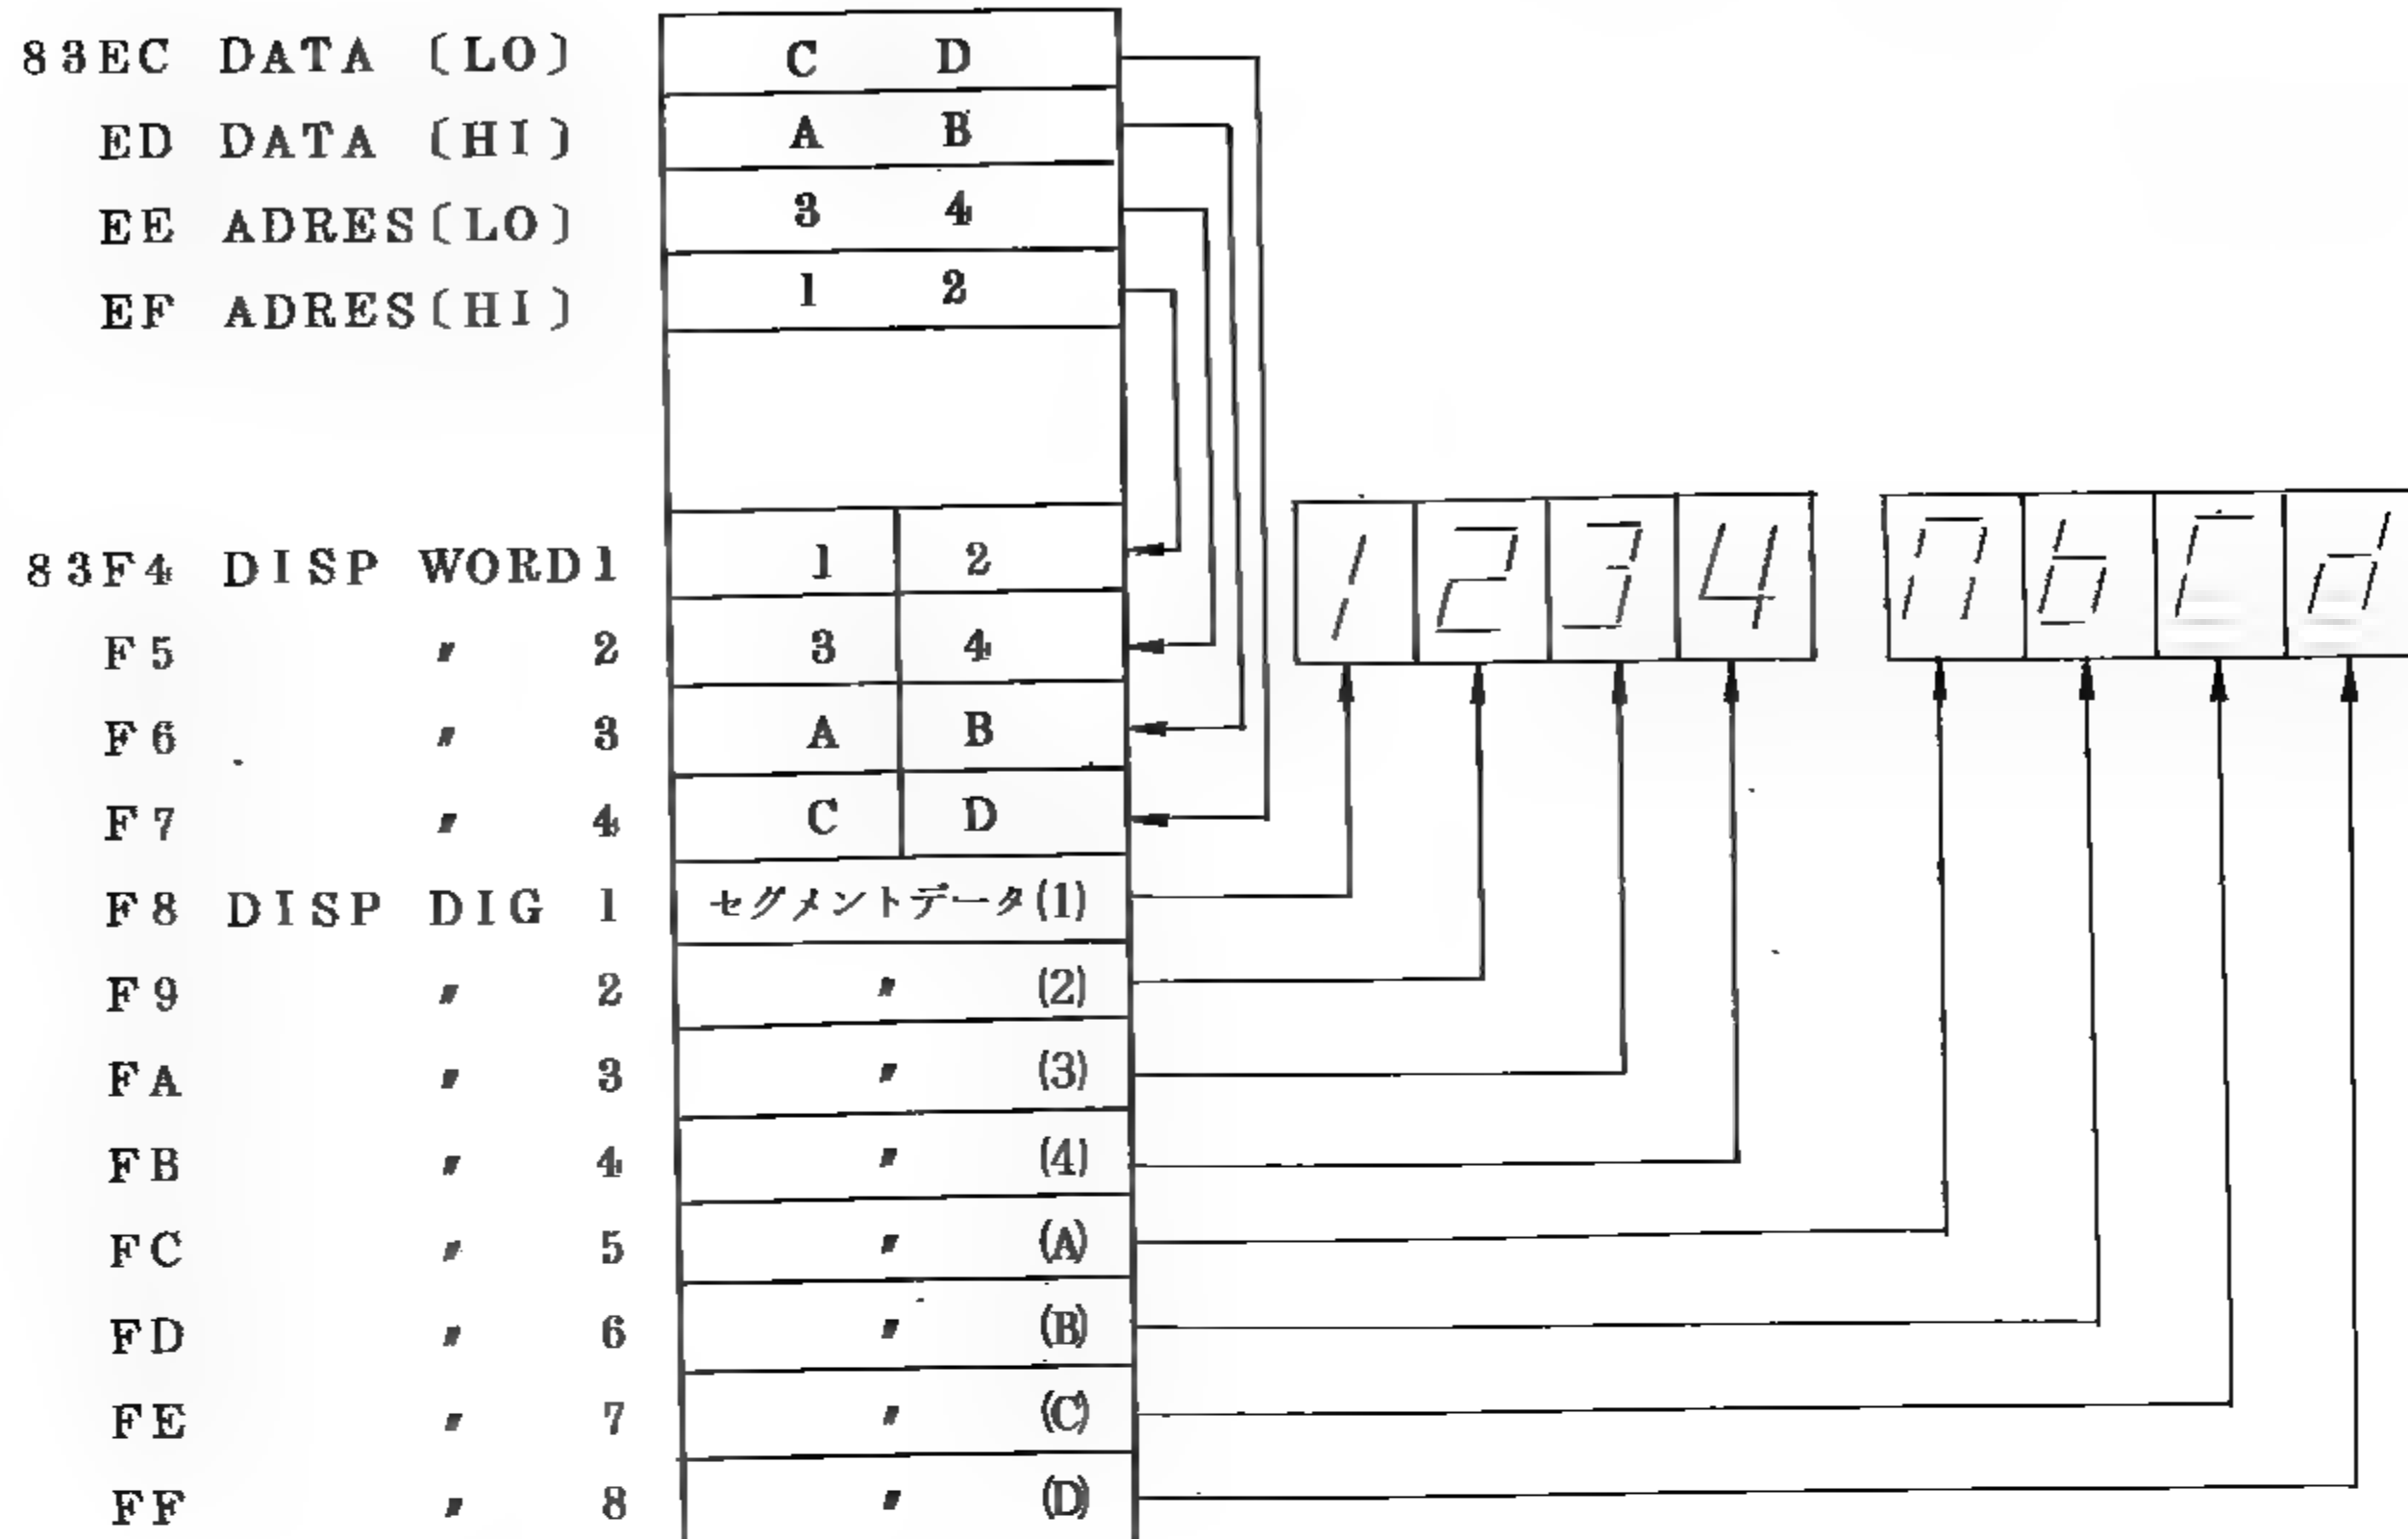 83EC DATA 〔LO〕 C D
ED DATA 〔HI〕 A B
EE ADRES〔LO〕 3 4
EF ADRES〔HI〕 1 2
83F4 DISP WORD1 1 2
F5 〃 2 3 4
F6 〃 3 A B
F7 〃 4 C D
1 2 3 4 A b C d
F8 DISP DIG 1 セグメントデータ(1)
F9 〃 2 〃 (2)
FA 〃 3 〃 (3)
FB 〃 4 〃 (4)
FC 〃 5 〃 (A)
FD 〃 6 〃 (B)
FE 〃 7 〃 (C)
FF 〃 8 〃 (D)